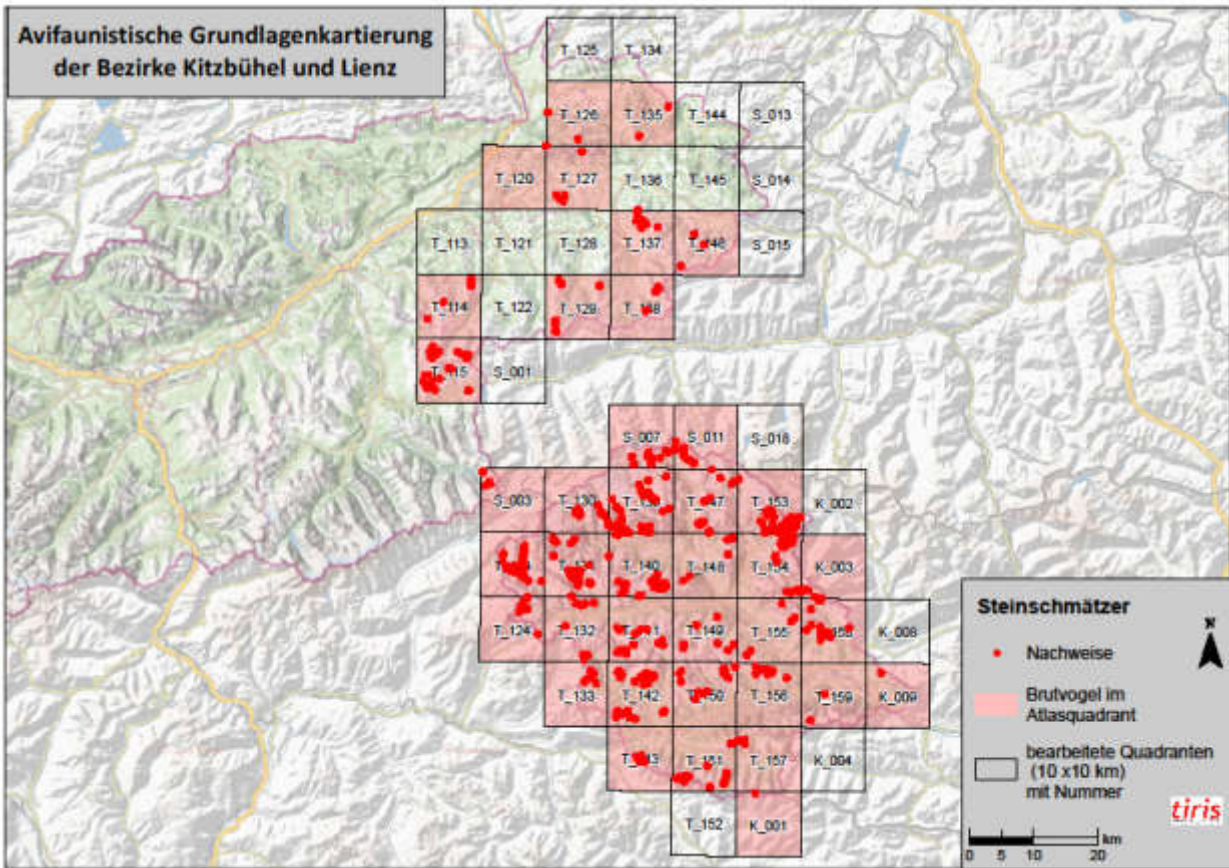 Avifaunistische Grundlagenkartierung
der Bezirke Kitzbühel und Lienz
T_125 T_134
T_126 T_135 T_144 S_013
T_120 T_127 T_136 T_145 S_014
T_113 T_121 T_128 T_137 T_146 S_015
T_114 T_122 T_129 T_138
T_115 S_001
S_007 S_011 S_018
S_003 T_130 T_147 T_153 K_002
T_140 T_148 T_154 K_003
T_124 T_132 T_141 T_149 T_155 T_158 K_008
T_133 T_142 T_150 T_156 T_159 K_009
T_143 T_151 T_157 K_004
T_152 K_001
Steinschmätzer
N
Nachweise
Brutvogel im
Atlasquadrant
bearbeitete Quadranten
(10 x10 km)
mit Nummer
tiris
km
0 5 10 20